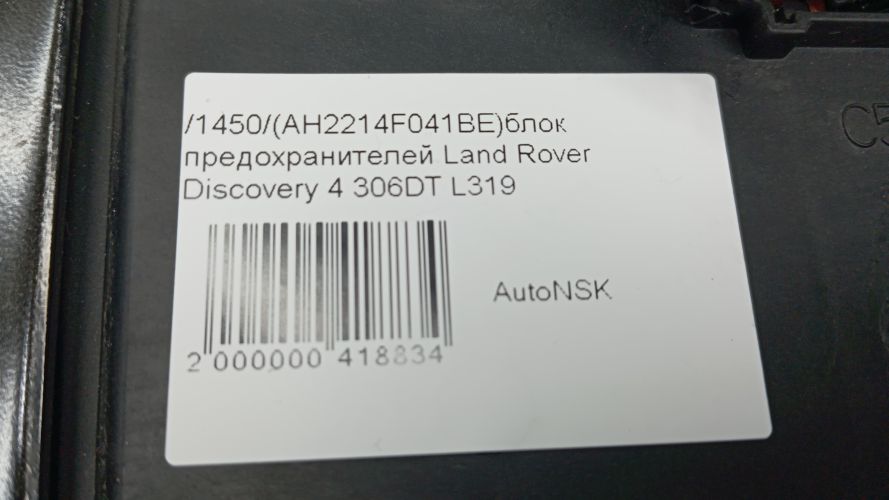 /1450/(AH2214F041BE)блок
предохранителей Land Rover
Discovery 4 306DT L319
AutoNSK
2 000000 418834